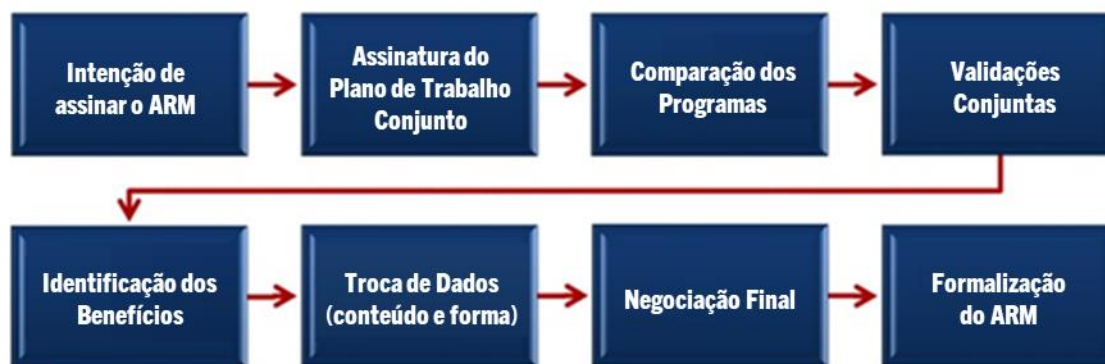 Intenção de
assinar o ARM
Assinatura do
Plano de Trabalho
Conjunto
Comparação dos
Programas
Validações
Conjuntas
Identificação dos
Benefícios
Troca de Dados
(conteúdo e forma)
Negociação Final
Formalização
do ARM